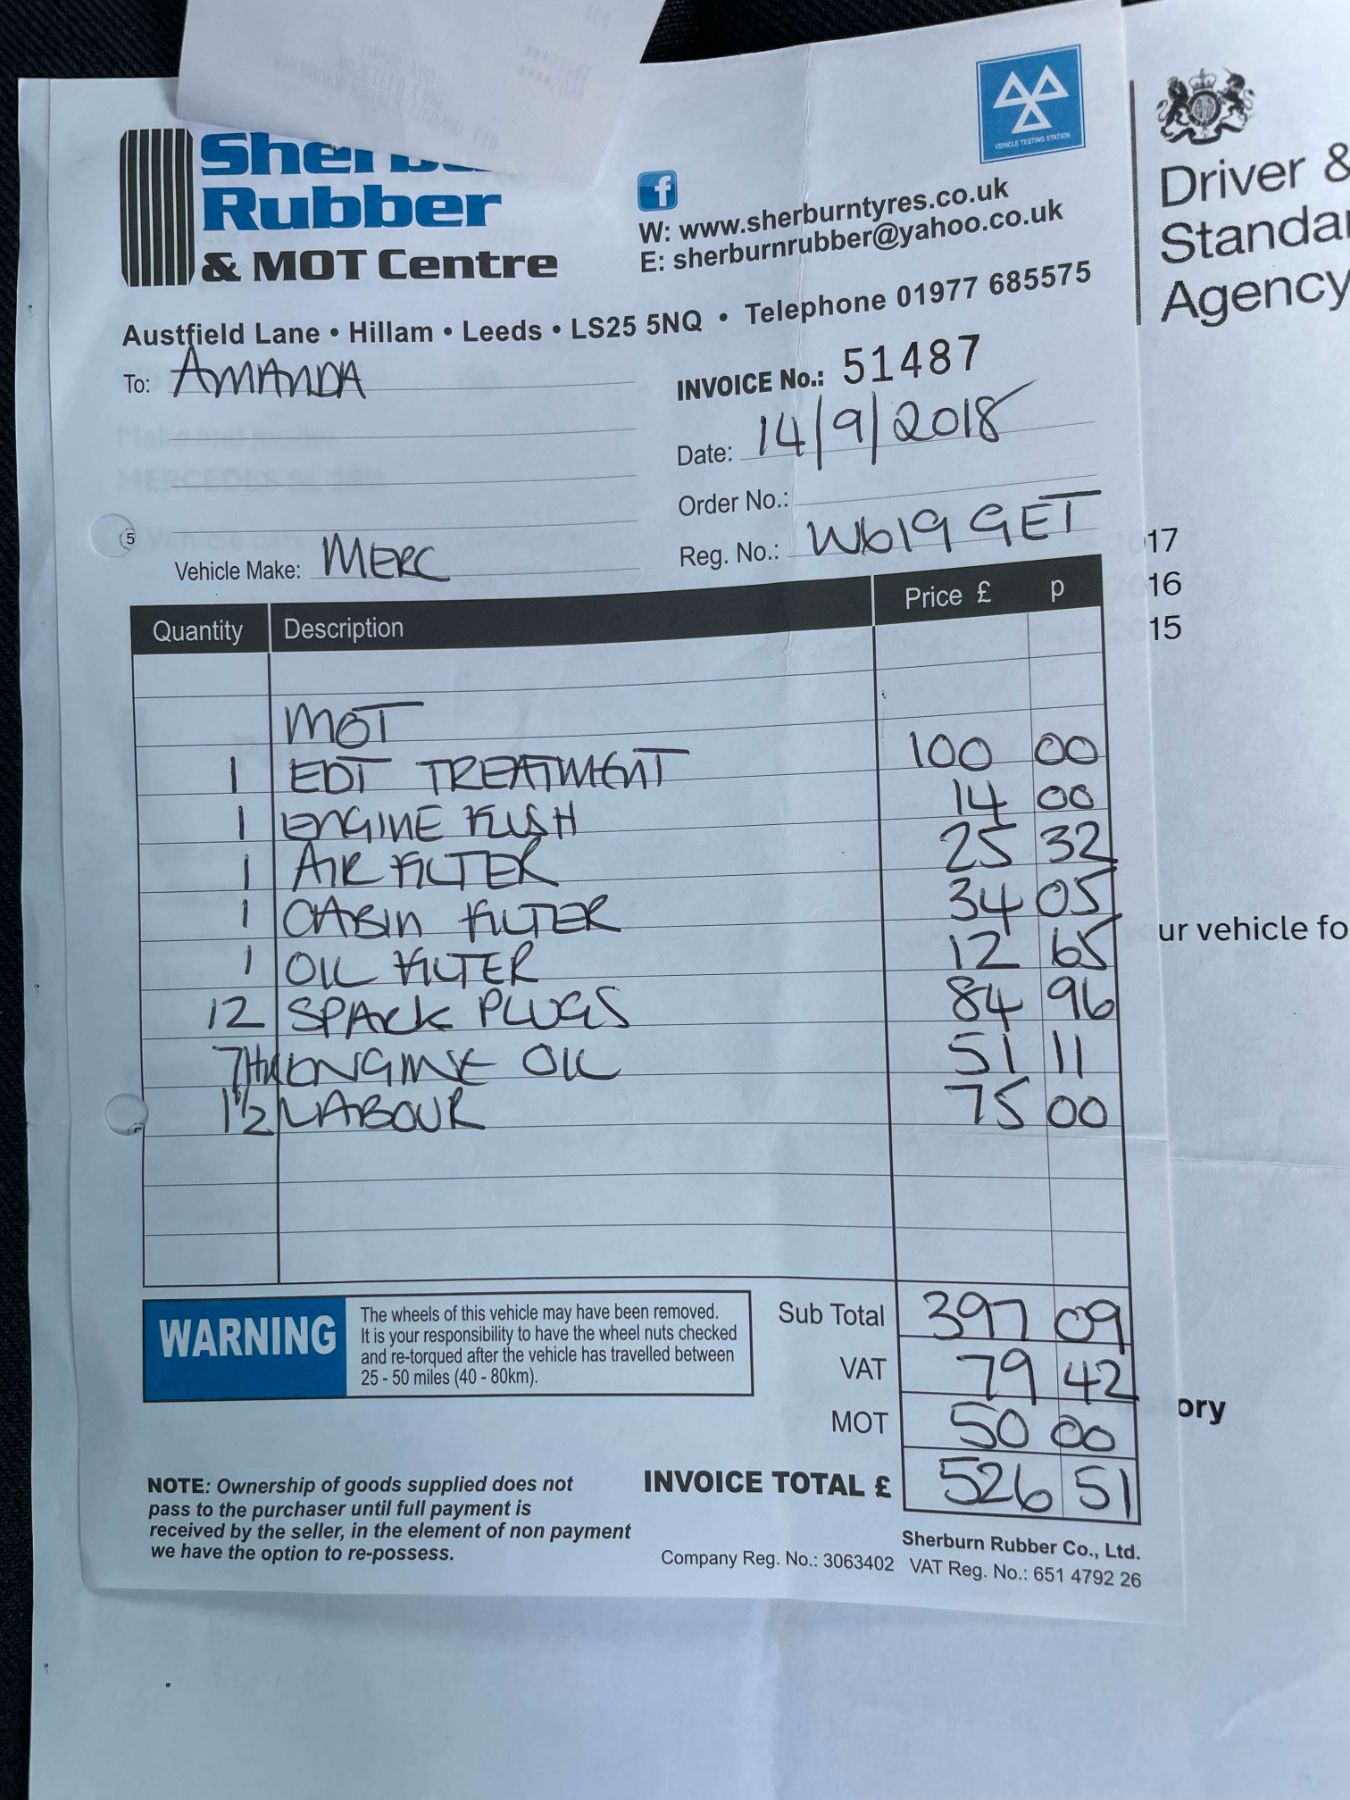 Rubber
& MOT Centre
VEHICLE TESTING STATION
W: www.sherburntyres.co.uk
E: sherburnrubber@yahoo.co.uk
Austfield Lane • Hillam • Leeds • LS25 5NQ • Telephone 01977 685575
To: AMANDA
INVOICE No.: 51487
Date: 14/9/2018
Order No.:
Reg. No.: W619 GET
Vehicle Make: MERC
Quantity Description Price £ p
MOT
1 EDT TREATMENT 100 00
1 ENGINE FLUSH 14 00
1 AIR FILTER 25 32
1 CABIN FILTER 34 05
1 OIL FILTER 12 65
12 SPARK PLUGS 84 96
ENGINE OIL 51 11
1 1/2 LABOUR 75 00
Sub Total 397 09
VAT 79 42
MOT 50 00
INVOICE TOTAL £ 526 51
WARNING
The wheels of this vehicle may have been removed.
It is your responsibility to have the wheel nuts checked
and re-torqued after the vehicle has travelled between
25 - 50 miles (40 - 80km).
NOTE: Ownership of goods supplied does not
pass to the purchaser until full payment is
received by the seller, in the element of non payment
we have the option to re-possess.
Sherburn Rubber Co., Ltd.
Company Reg. No.: 3063402 VAT Reg. No.: 651 4792 26
Driver &
Agency
17
16
15
ur vehicle fo
ory